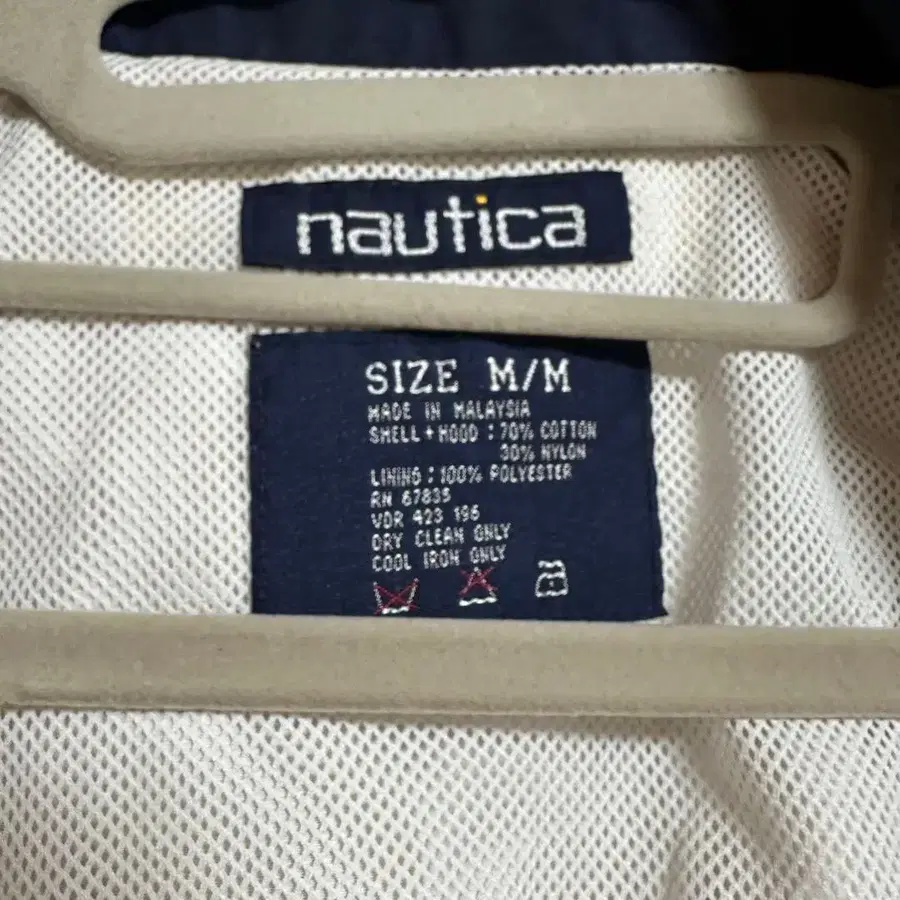 nautica
SIZE M/M
MADE IN MALAYSIA
SHELL + HOOD : 70% COTTON
30% NYLON
LINING : 100% POLYESTER
RN 67835
VDR 423 196
DRY CLEAN ONLY
COOL IRON ONLY